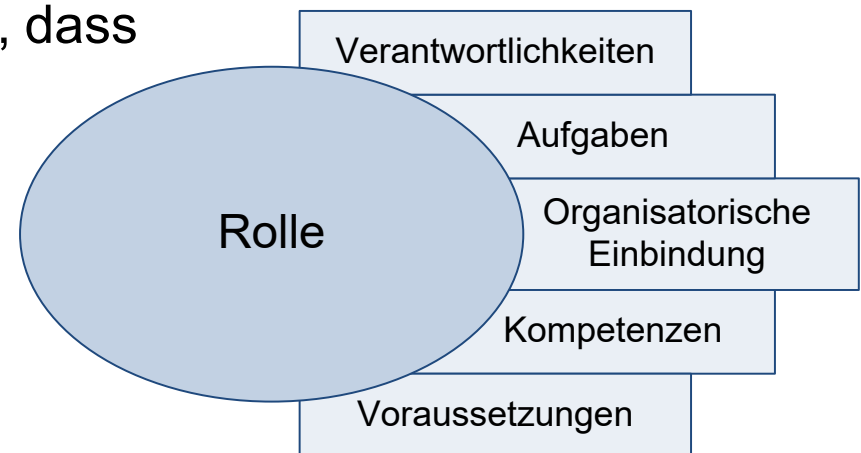 , dass
Verantwortlichkeiten
Aufgaben
Rolle
Organisatorische
Einbindung
Kompetenzen
Voraussetzungen